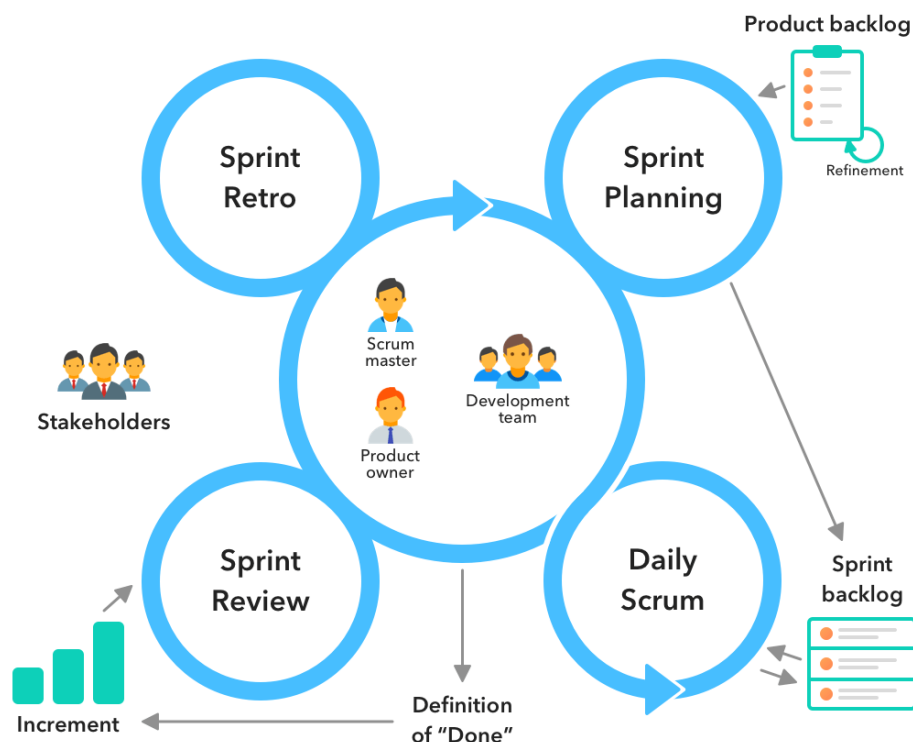 Product backlog
Refinement
Sprint
Retro
Sprint
Planning
Scrum
master
Development
team
Product
owner
Stakeholders
Sprint
Review
Daily
Scrum
Sprint
backlog
Increment
Definition
of “Done”